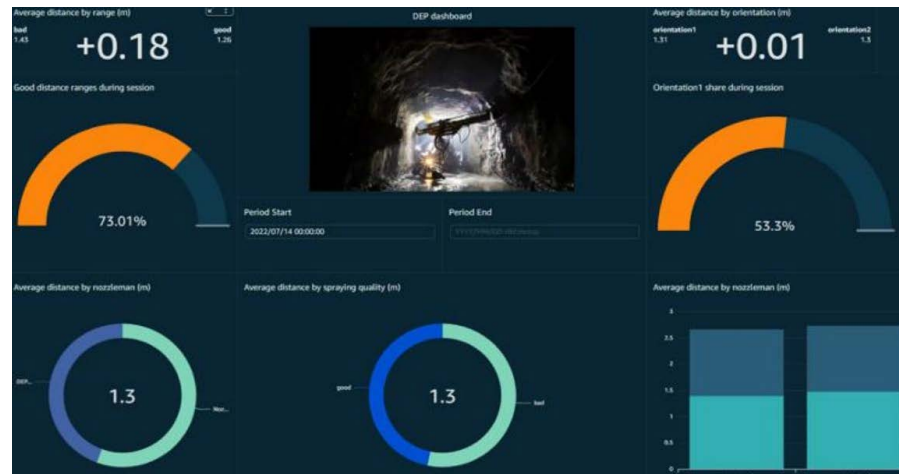 Average distance by range (m)
bad
1.43
+0.18
good
1.26
DEP dashboard
Average distance by orientation (m)
orientation1
1.31
+0.01
orientation2
1.3
Good distance ranges during session
73.01%
Orientation1 share during session
53.3%
Period Start
2022/07/14 00:00:00
Period End
Average distance by nozzleman (m)
DEP...
1.3
Nor...
Average distance by spraying quality (m)
good
1.3
bad
Average distance by nozzleman (m)
3
2.5
2
1.5
1
0.5
0